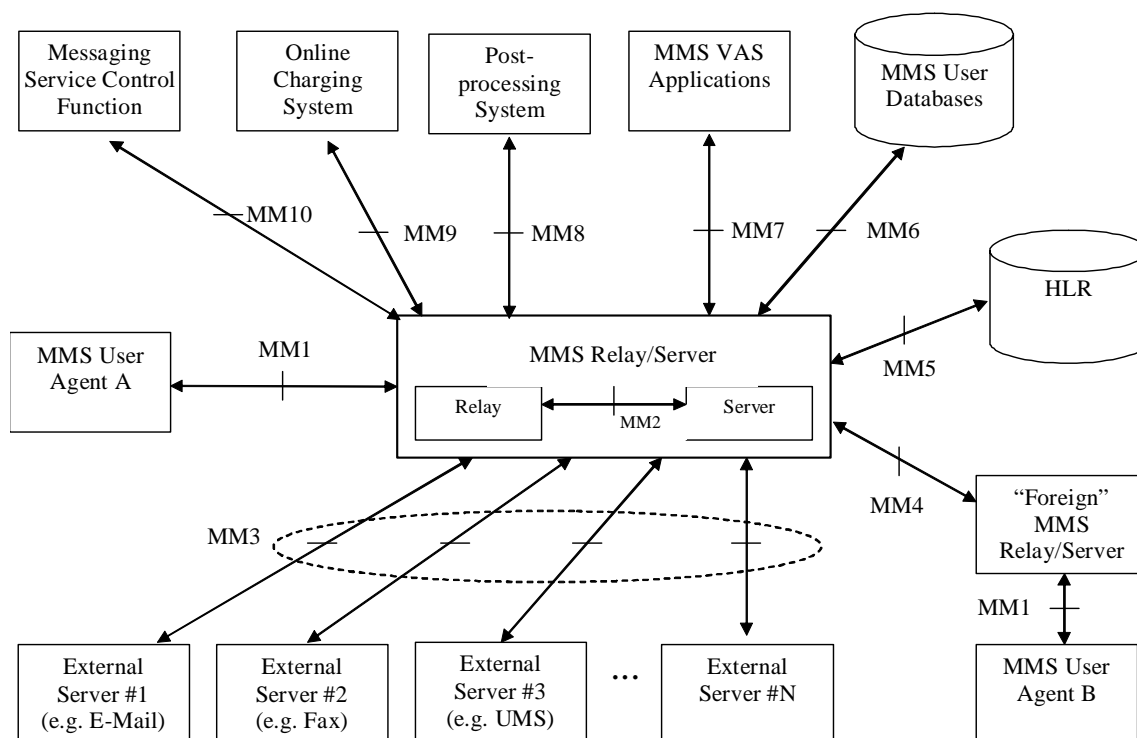 Messaging
Service Control
Function
Online
Charging
System
Post-
processing
System
MMS VAS
Applications
MMS User
Databases
MM10
MM9
MM8
MM7
MM6
HLR
MMS User
Agent A
MM1
MMS Relay/Server
MM5
Relay
MM2
Server
MM4
“Foreign”
MMS
Relay/Server
MM3
MM1
External
Server #1
(e.g. E-Mail)
External
Server #2
(e.g. Fax)
External
Server #3
(e.g. UMS)
...
External
Server #N
MMS User
Agent B